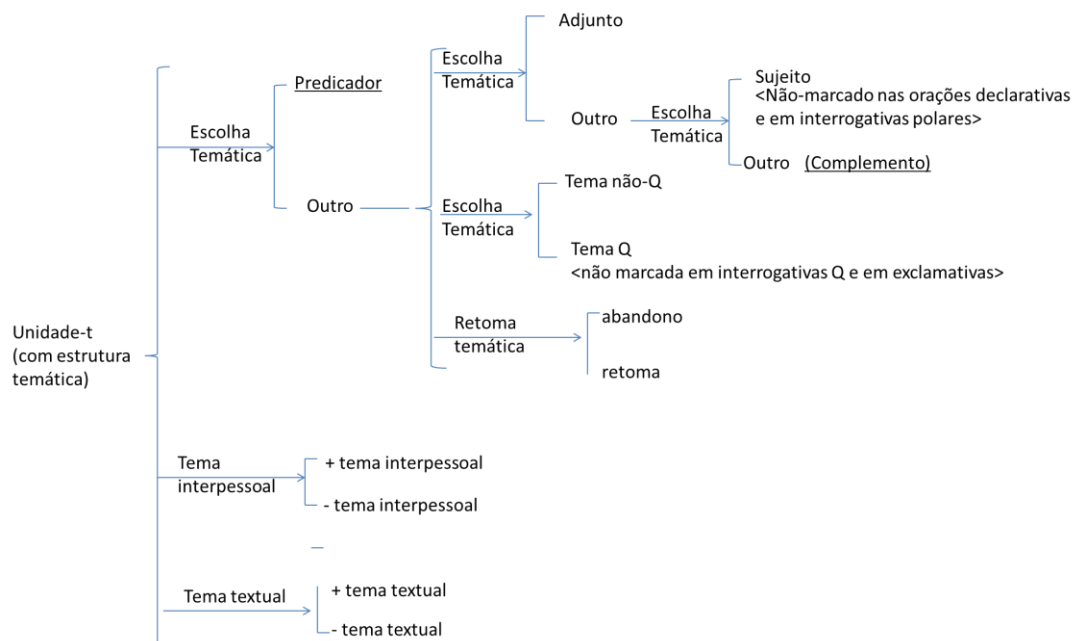 Unidade-t
(com estrutura
temática)
Escolha
Temática
Predicador
Outro
Escolha
Temática
Adjunto
Outro
Escolha
Temática
Sujeito
<Não-marcado nas orações declarativas
e em interrogativas polares>
Outro (Complemento)
Escolha
Temática
Tema não-Q
Tema Q
<não marcada em interrogativas Q e em exclamativas>
Retoma
temática
abandono
retoma
Tema
interpessoal
+ tema interpessoal
- tema interpessoal
Tema textual
+ tema textual
- tema textual